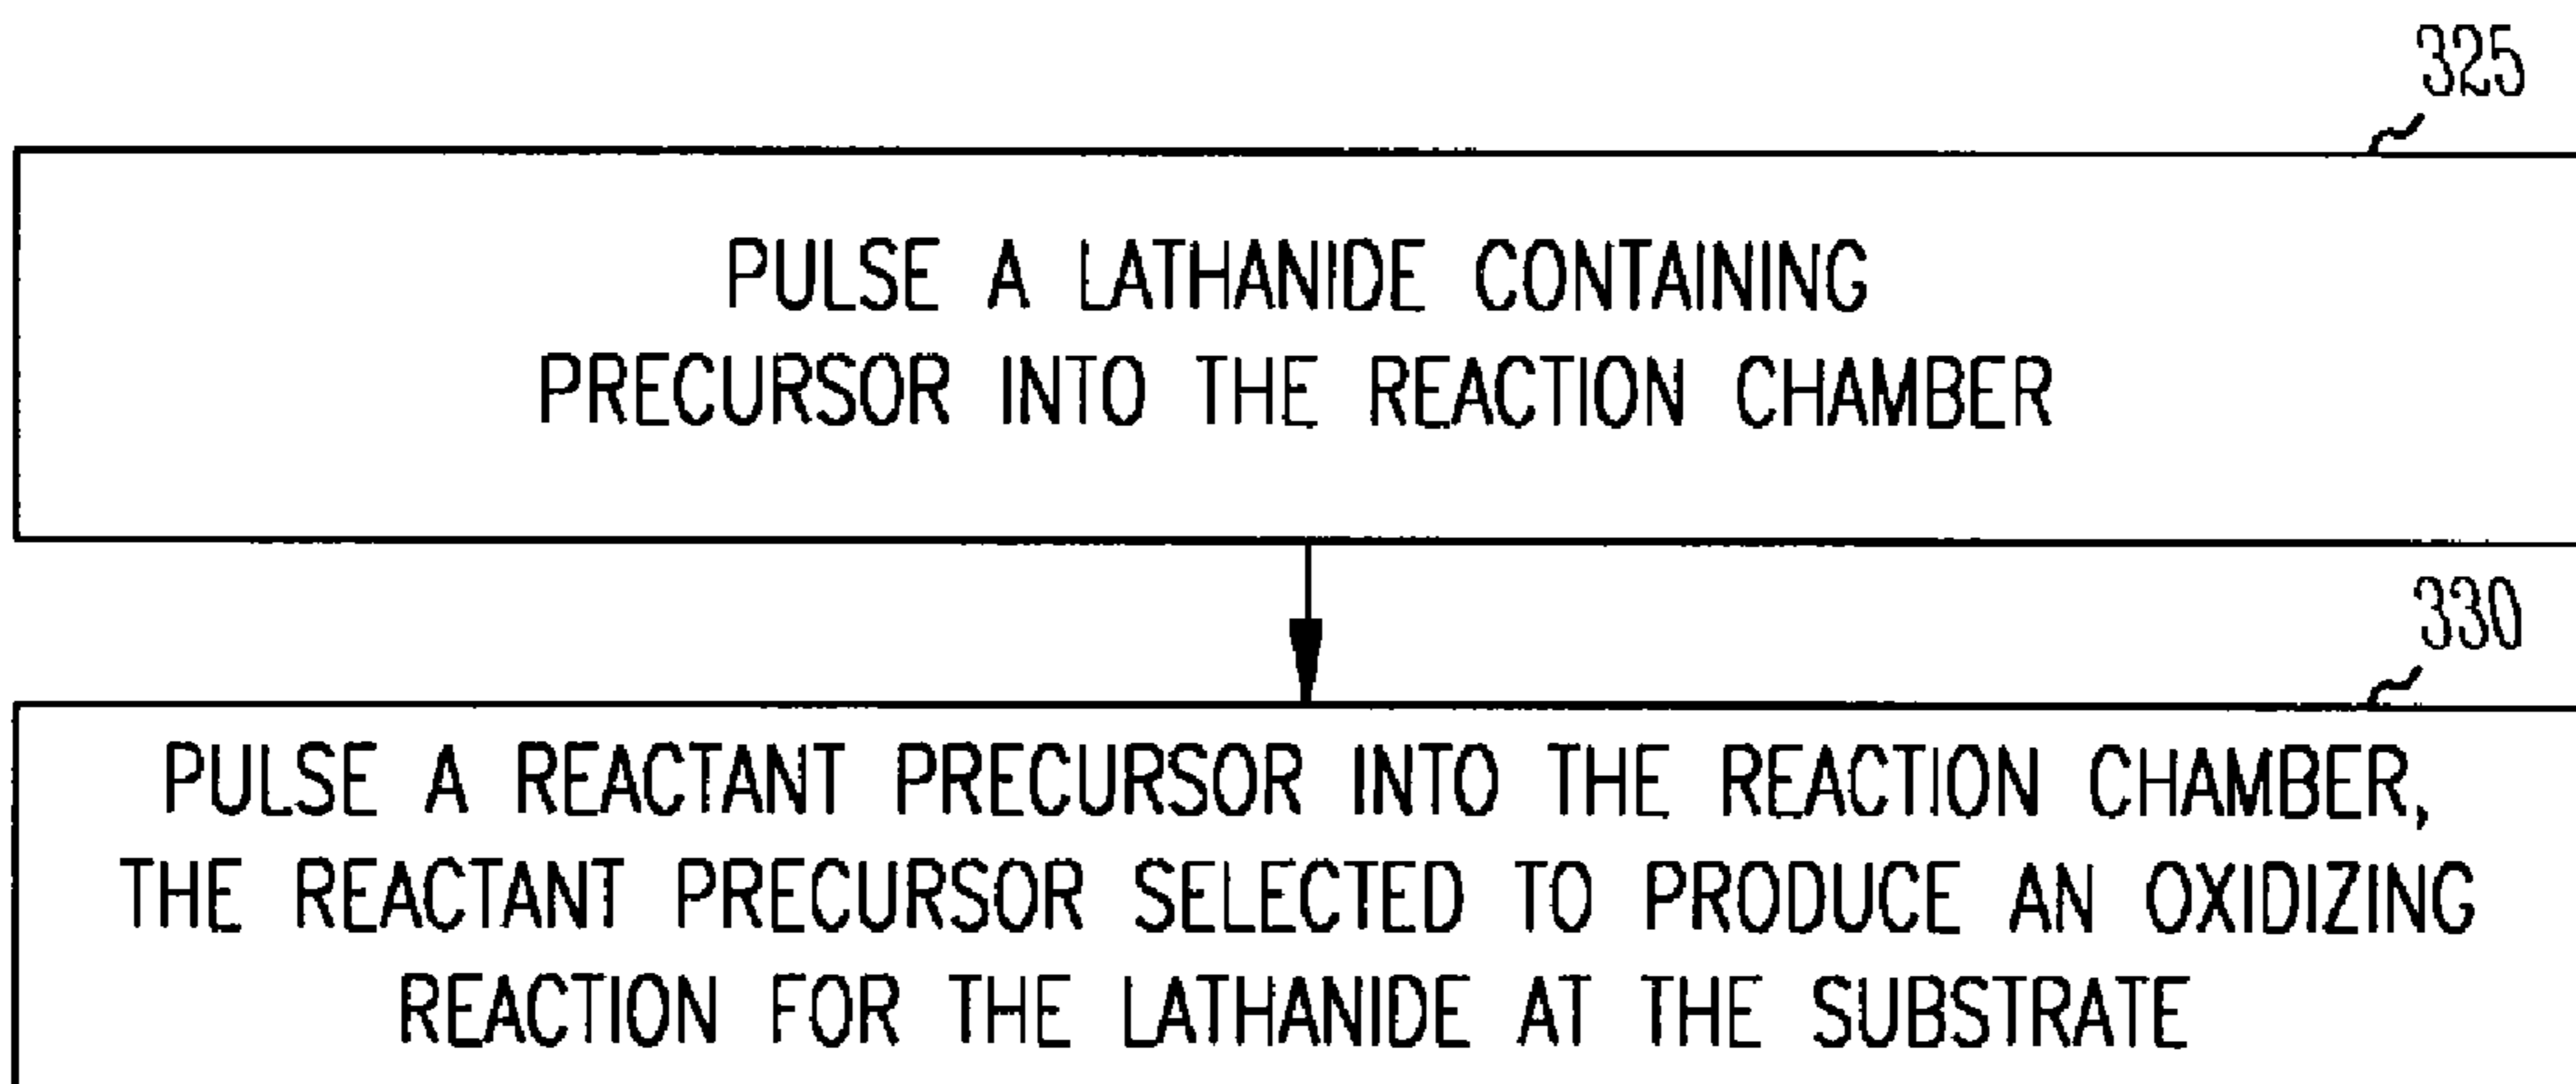 325
PULSE A LATHANIDE CONTAINING
PRECURSOR INTO THE REACTION CHAMBER
330
PULSE A REACTANT PRECURSOR INTO THE REACTION CHAMBER,
THE REACTANT PRECURSOR SELECTED TO PRODUCE AN OXIDIZING
REACTION FOR THE LATHANIDE AT THE SUBSTRATE